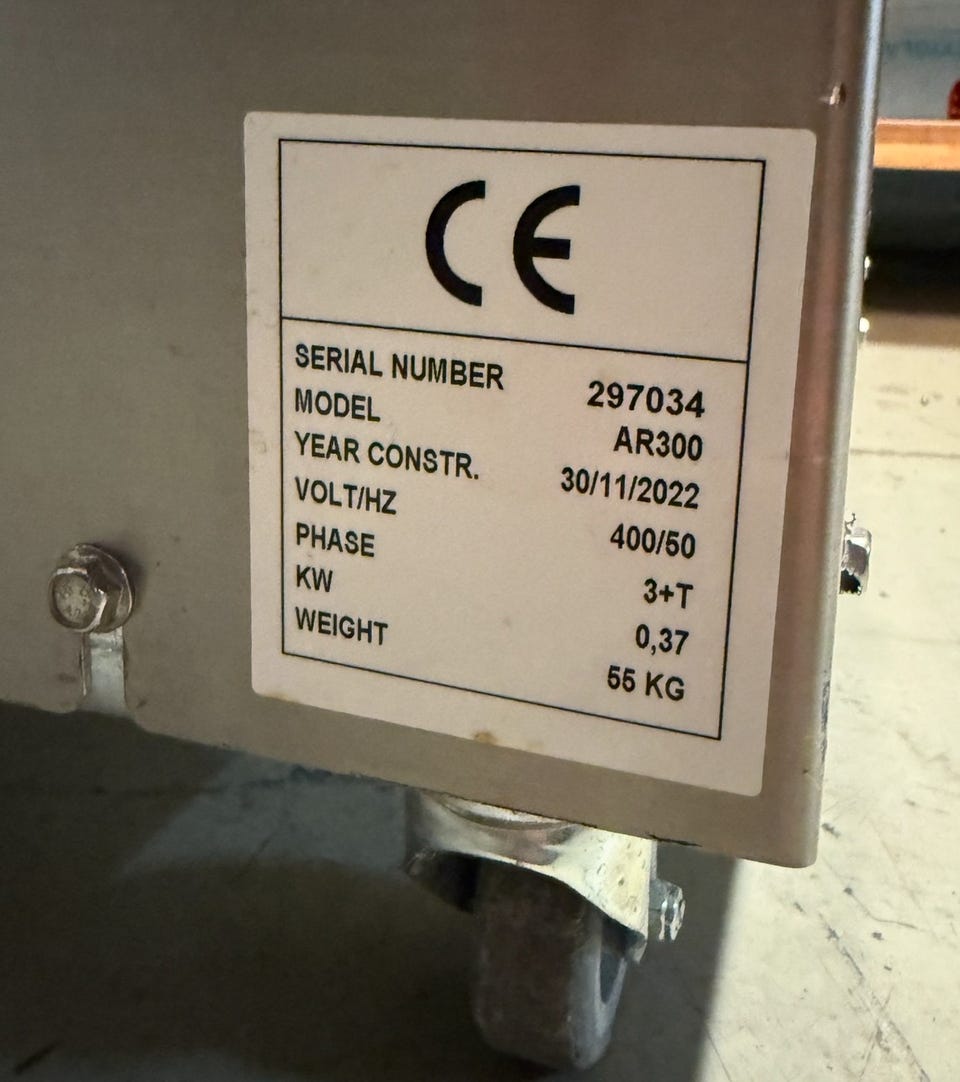 CE
SERIAL NUMBER 297034
MODEL AR300
YEAR CONSTR. 30/11/2022
VOLT/HZ 400/50
PHASE 3+T
KW 0,37
WEIGHT 55 KG